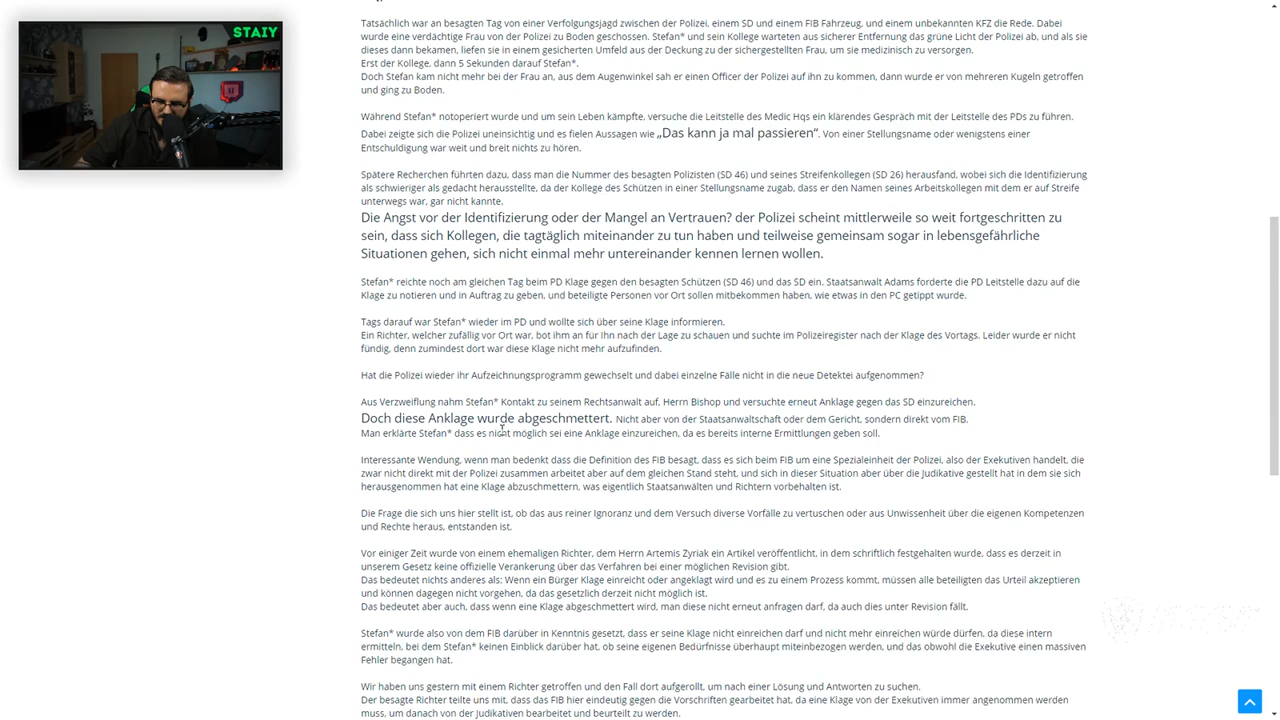 STAIY
Tatsächlich war an besagten Tag von einer Verfolgungsjagd zwischen der Polizei, einem SD und einem FIB Fahrzeug, und einem unbekannten KFZ die Rede. Dabei
wurde eine verdächtige Frau von der Polizei zu Boden geschossen. Stefan* und sein Kollege warteten aus sicherer Entfernung das grüne Licht der Polizei ab, und als sie
dieses dann bekamen, liefen sie in einem gesicherten Umfeld aus der Deckung zu der sichergestellten Frau, um sie medizinisch zu versorgen.
Erst der Kollege, dann 5 Sekunden darauf Stefan*.
Doch Stefan kam nicht mehr bei der Frau an, aus dem Augenwinkel sah er einen Officer der Polizei auf ihn zu kommen, dann wurde er von mehreren Kugeln getroffen
und ging zu Boden.
Während Stefan* notoperiert wurde und um sein Leben kämpfte, versuche die Leitstelle des Medic Hqs ein klärendes Gespräch mit der Leitstelle des PDs zu führen.
Dabei zeigte sich die Polizei uneinsichtig und es fielen Aussagen wie „Das kann ja mal passieren“. Von einer Stellungsname oder wenigstens einer
Entschuldigung war weit und breit nichts zu hören.
Spätere Recherchen führten dazu, dass man die Nummer des besagten Polizisten (SD 46) und seines Streifenkollegen (SD 26) herausfand, wobei sich die Identifizierung
als schwieriger als gedacht herausstellte, da der Kollege des Schützen in einer Stellungsname zugab, dass er den Namen seines Arbeitskollegen mit dem er auf Streife
unterwegs war, gar nicht kannte.
Die Angst vor der Identifizierung oder der Mangel an Vertrauen? der Polizei scheint mittlerweile so weit fortgeschritten zu
sein, dass sich Kollegen, die tagtäglich miteinander zu tun haben und teilweise gemeinsam sogar in lebensgefährliche
Situationen gehen, sich nicht einmal mehr untereinander kennen lernen wollen.
Stefan* reichte noch am gleichen Tag beim PD Klage gegen den besagten Schützen (SD 46) und das SD ein. Staatsanwalt Adams forderte die PD Leitstelle dazu auf die
Klage zu notieren und in Auftrag zu geben, und beteiligte Personen vor Ort sollen mitbekommen haben, wie etwas in den PC getippt wurde.
Tags darauf war Stefan* wieder im PD und wollte sich über seine Klage informieren.
Ein Richter, welcher zufällig vor Ort war, bot ihm an für Ihn nach der Lage zu schauen und suchte im Polizeiregister nach der Klage des Vortags. Leider wurde er nicht
fündig, denn zumindest dort war diese Klage nicht mehr aufzufinden.
Hat die Polizei wieder ihr Aufzeichnungsprogramm gewechselt und dabei einzelne Fälle nicht in die neue Detektei aufgenommen?
Aus Verzweiflung nahm Stefan* Kontakt zu seinem Rechtsanwalt auf, Herrn Bishop und versuchte erneut Anklage gegen das SD einzureichen.
Doch diese Anklage wurde abgeschmettert. Nicht aber von der Staatsanwaltschaft oder dem Gericht, sondern direkt vom FIB.
Man erklärte Stefan* dass es nicht möglich sei eine Anklage einzureichen, da es bereits interne Ermittlungen geben soll.
Interessante Wendung, wenn man bedenkt dass die Definition des FIB besagt, dass es sich beim FIB um eine Spezialeinheit der Polizei, also der Exekutiven handelt, die
zwar nicht direkt mit der Polizei zusammen arbeitet aber auf dem gleichen Stand steht, und sich in dieser Situation aber über die Judikative gestellt hat in dem sie sich
herausgenommen hat eine Klage abzuschmettern, was eigentlich Staatsanwälten und Richtern vorbehalten ist.
Die Frage die sich uns hier stellt ist, ob das aus reiner Ignoranz und dem Versuch diverse Vorfälle zu vertuschen oder aus Unwissenheit über die eigenen Kompetenzen
und Rechte heraus, entstanden ist.
Vor einiger Zeit wurde von einem ehemaligen Richter, dem Herrn Artemis Zyriak ein Artikel veröffentlicht, in dem schriftlich festgehalten wurde, dass es derzeit in
unserem Gesetz keine offizielle Verankerung über das Verfahren bei einer möglichen Revision gibt.
Das bedeutet nichts anderes als: Wenn ein Bürger Klage einreicht oder angeklagt wird und es zu einem Prozess kommt, müssen alle beteiligten das Urteil akzeptieren
und können dagegen nicht vorgehen, da das gesetzlich derzeit nicht möglich ist.
Das bedeutet aber auch, dass wenn eine Klage abgeschmettert wird, man diese nicht erneut anfragen darf, da auch dies unter Revision fällt.
Stefan* wurde also von dem FIB darüber in Kenntnis gesetzt, dass er seine Klage nicht einreichen darf und nicht mehr einreichen würde dürfen, da diese intern
ermitteln, bei dem Stefan* keinen Einblick darüber hat, ob seine eigenen Bedürfnisse überhaupt miteinbezogen werden, und das obwohl die Exekutive einen massiven
Fehler begangen hat.
Wir haben uns gestern mit einem Richter getroffen und den Fall dort aufgerollt, um nach einer Lösung und Antworten zu suchen.
Der besagte Richter teilte uns mit, dass das FIB hier eindeutig gegen die Vorschriften gearbeitet hat, da eine Klage von der Exekutiven immer angenommen werden
muss, um danach von der Judikativen bearbeitet und beurteilt zu werden.